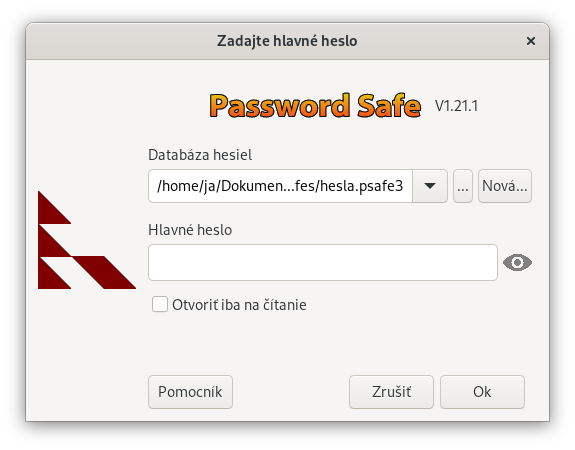 Zadajte hlavné heslo
Password Safe V1.21.1
Databáza hesiel
/home/ja/Dokumen...fes/hesla.psafe3 ... Nová...
Hlavné heslo
Otvoriť iba na čítanie
Pomocník Zrušiť Ok